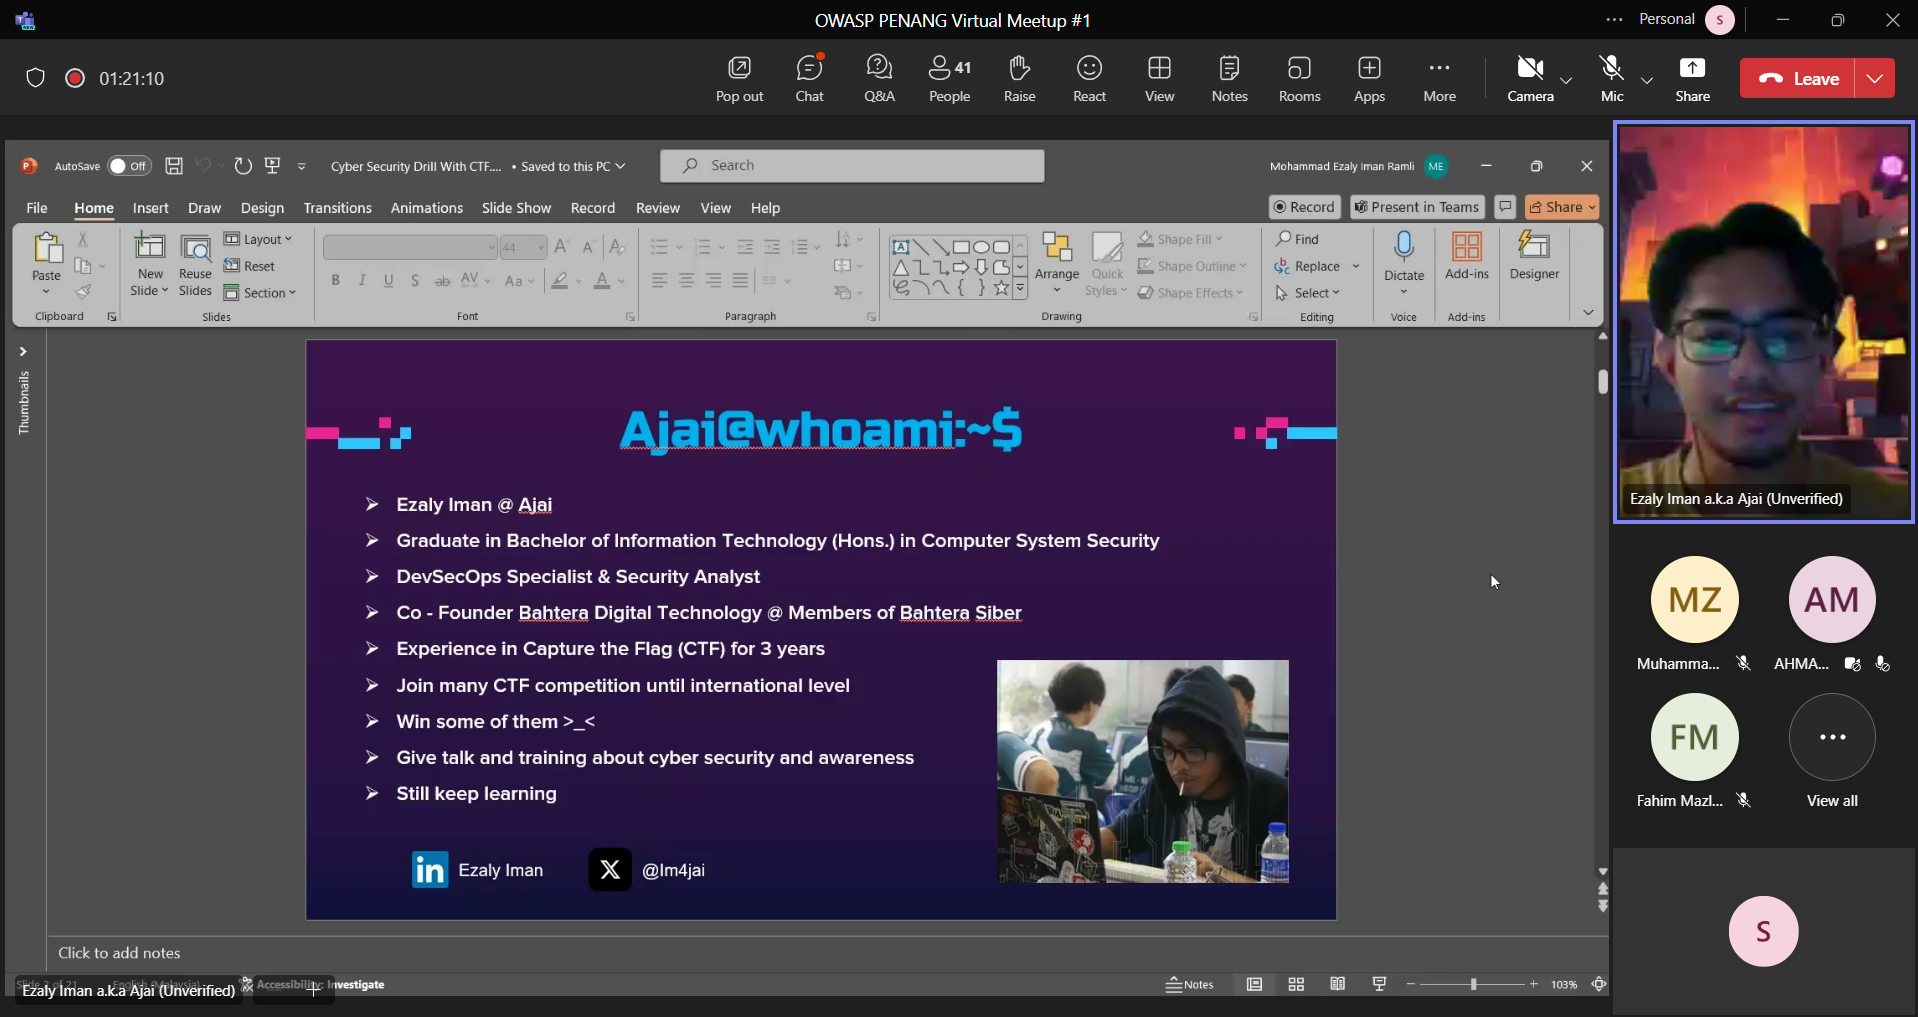 OWASP PENANG Virtual Meetup #1
Personal S
01:21:10
Pop out Chat Q&A People 41 Raise React View Notes Rooms Apps More Camera Mic Share Leave
AutoSave Off Cyber Security Drill With CTF.... • Saved to this PC Search Mohammad Ezaly Iman Ramli ME
File Home Insert Draw Design Transitions Animations Slide Show Record Review View Help Record Present in Teams Share
Paste New Slide Reuse Slides Layout Reset Section
44
B I U S ab AV Aa A
Arrange Quick Styles Shape Fill Shape Outline Shape Effects
Find Replace Select Dictate Add-ins Designer
Clipboard Slides Font Paragraph Drawing Editing Voice Add-ins
Thumbnails
Ajai@whoami:~$
Ezaly Iman @ Ajai
Graduate in Bachelor of Information Technology (Hons.) in Computer System Security
DevSecOps Specialist & Security Analyst
Co - Founder Bahtera Digital Technology @ Members of Bahtera Siber
Experience in Capture the Flag (CTF) for 3 years
Join many CTF competition until international level
Win some of them >_<
Give talk and training about cyber security and awareness
Still keep learning
in Ezaly Iman X @Im4jai
Click to add notes
Ezaly Iman a.k.a Ajai (Unverified)
Accessibility: Investigate
Notes 103%
Ezaly Iman a.k.a Ajai (Unverified)
MZ AM
Muhamma... AHMA...
FM
Fahim Mazl... View all
S